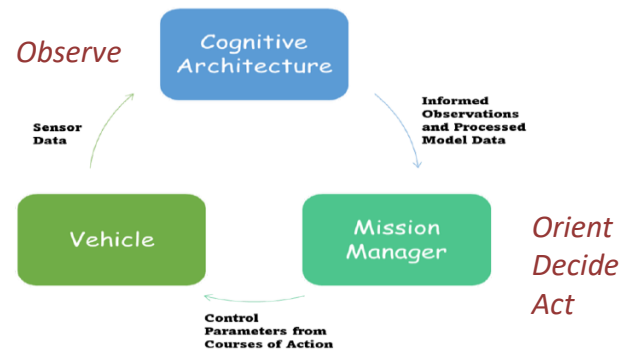 Observe
Cognitive
Architecture
Sensor
Data
Informed
Observations
and Processed
Model Data
Vehicle
Mission
Manager
Orient
Decide
Act
Control
Parameters from
Courses of Action